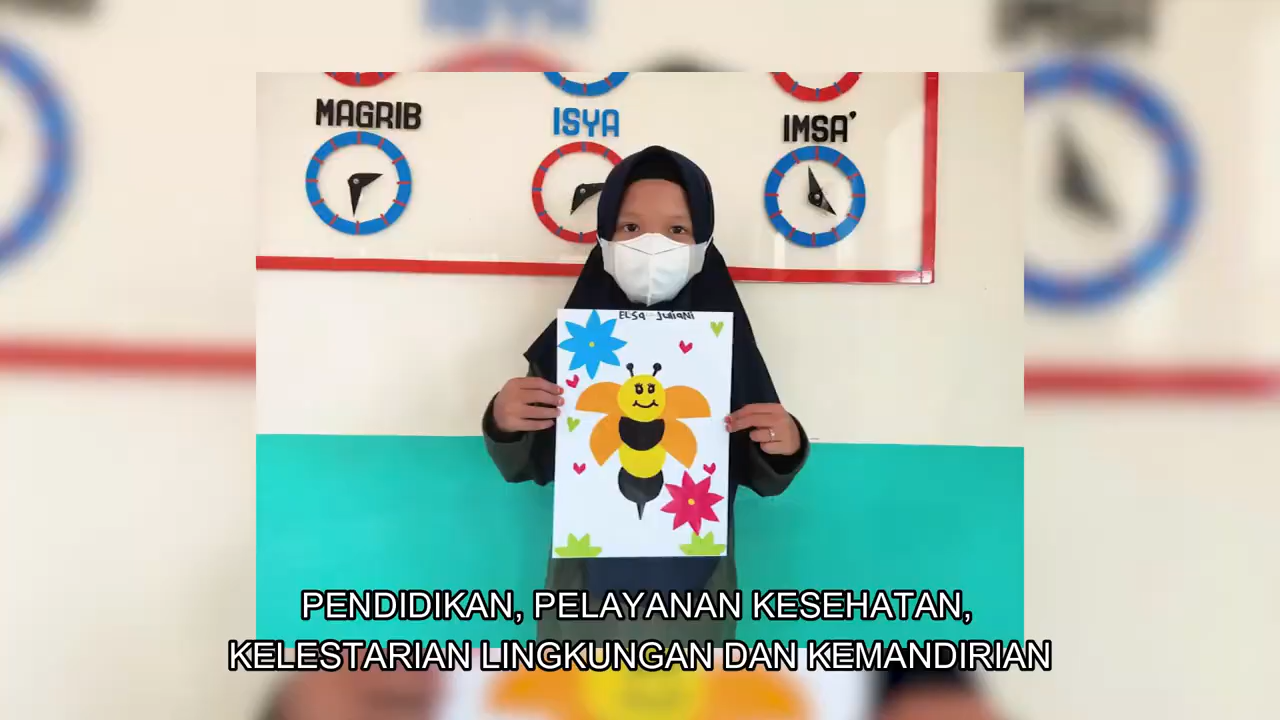 MAGRIB
ISYA
IMSA'
ELSA JULIANI
PENDIDIKAN, PELAYANAN KESEHATAN,
KELESTARIAN LINGKUNGAN DAN KEMANDIRIAN